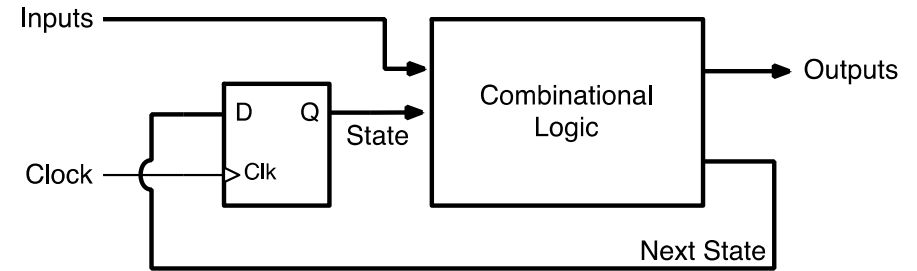 Inputs
Combinational
Logic
Outputs
D
Q
State
Clock
Clk
Next State